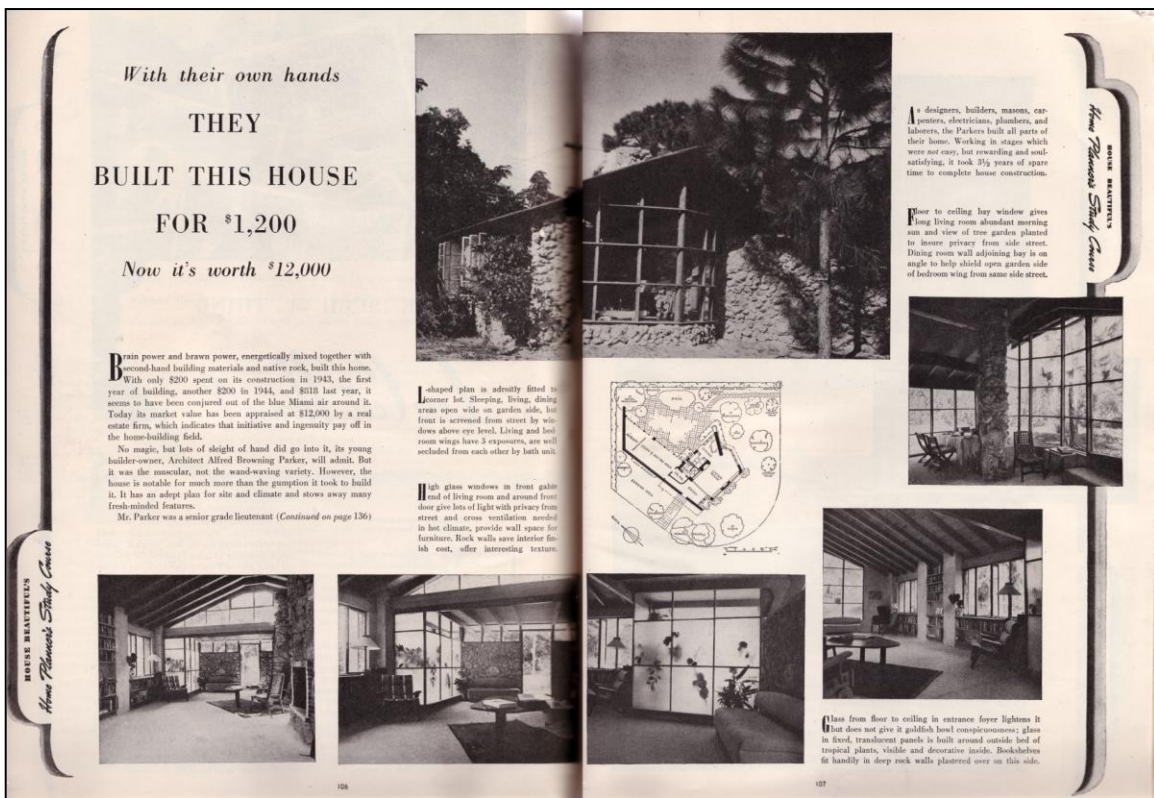 With their own hands
THEY
BUILT THIS HOUSE
FOR $1,200
Now it's worth $12,000
Brain power and brawn power, energetically mixed together with
second-hand building materials and native rock, built this home.
With only $200 spent on its construction in 1943, the first
year of building, another $200 in 1944, and $818 last year, it
seems to have been conjured out of the blue Miami air around it.
Today its market value has been appraised at $12,000 by a real
estate firm, which indicates that initiative and ingenuity pay off in
the home-building field.
No magic, but lots of sleight of hand did go into it, its young
builder-owner, Architect Alfred Browning Parker, will admit. But
it was the muscular, not the wand-waving variety. However, the
house is notable for much more than the gumption it took to build
it. It has an adept plan for site and climate and stows away many
fresh-minded features.
Mr. Parker was a senior grade lieutenant (Continued on page 136)
HOUSE BEAUTIFUL'S
Home Planner's Study Course
L-shaped plan is adroitly fitted to
corner lot. Sleeping, living, dining
areas open wide on garden side, but
front is screened from street by win-
dows above eye level. Living and bed-
room wings have 3 exposures, are well
secluded from each other by bath unit.
High glass windows in front gable
end of living room and around front
door give lots of light with privacy from
street and cross ventilation needed
in hot climate, provide wall space for
furniture. Rock walls save interior fin-
ish cost, offer interesting texture.
106
As designers, builders, masons, car-
penters, electricians, plumbers, and
laborers, the Parkers built all parts of
their home. Working in stages which
were not easy, but rewarding and soul-
satisfying, it took 3½ years of spare
time to complete house construction.
Floor to ceiling bay window gives
long living room abundant morning
sun and view of tree garden planted
to insure privacy from side street.
Dining room wall adjoining bay is on
angle to help shield open garden side
of bedroom wing from same side street.
HOUSE BEAUTIFUL'S
Home Planner's Study Course
Glass from floor to ceiling in entrance foyer lightens it
but does not give it goldfish bowl conspicuousness; glass
in fixed, translucent panels is built around outside bed of
tropical plants, visible and decorative inside. Bookshelves
fit handily in deep rock walls plastered over on this side.
107